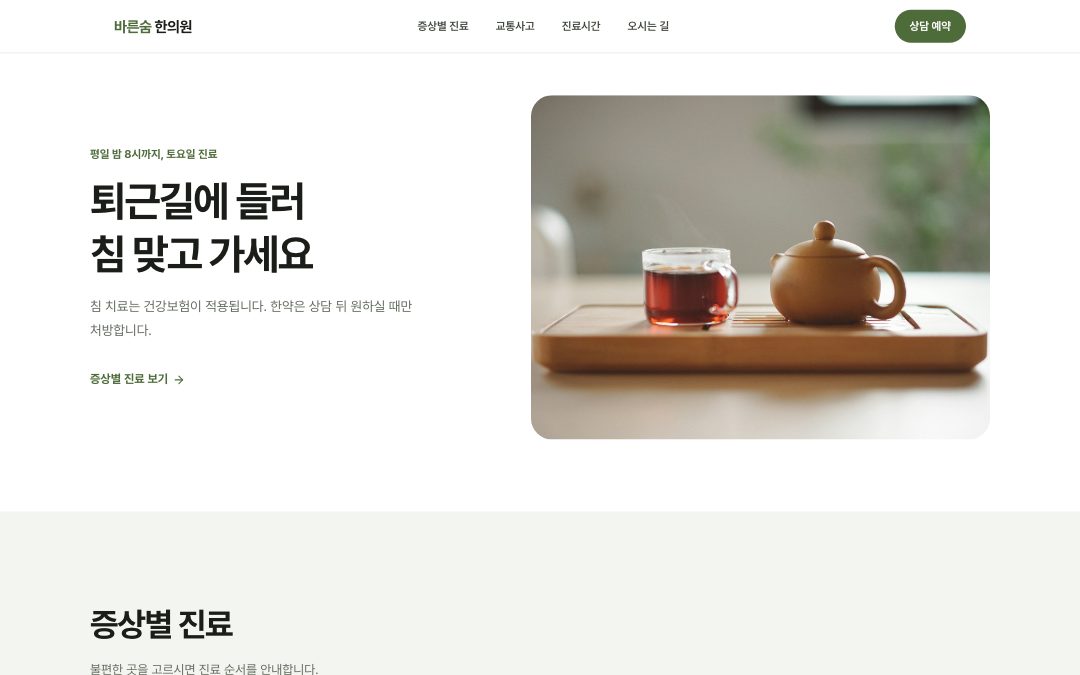 바른숨 한의원
증상별 진료
교통사고
진료시간
오시는 길
상담 예약
평일 밤 8시까지, 토요일 진료
퇴근길에 들러
침 맞고 가세요
침 치료는 건강보험이 적용됩니다. 한약은 상담 뒤 원하실 때만
처방합니다.
증상별 진료 보기 →
증상별 진료
불편한 곳을 고르시면 진료 순서를 안내합니다.